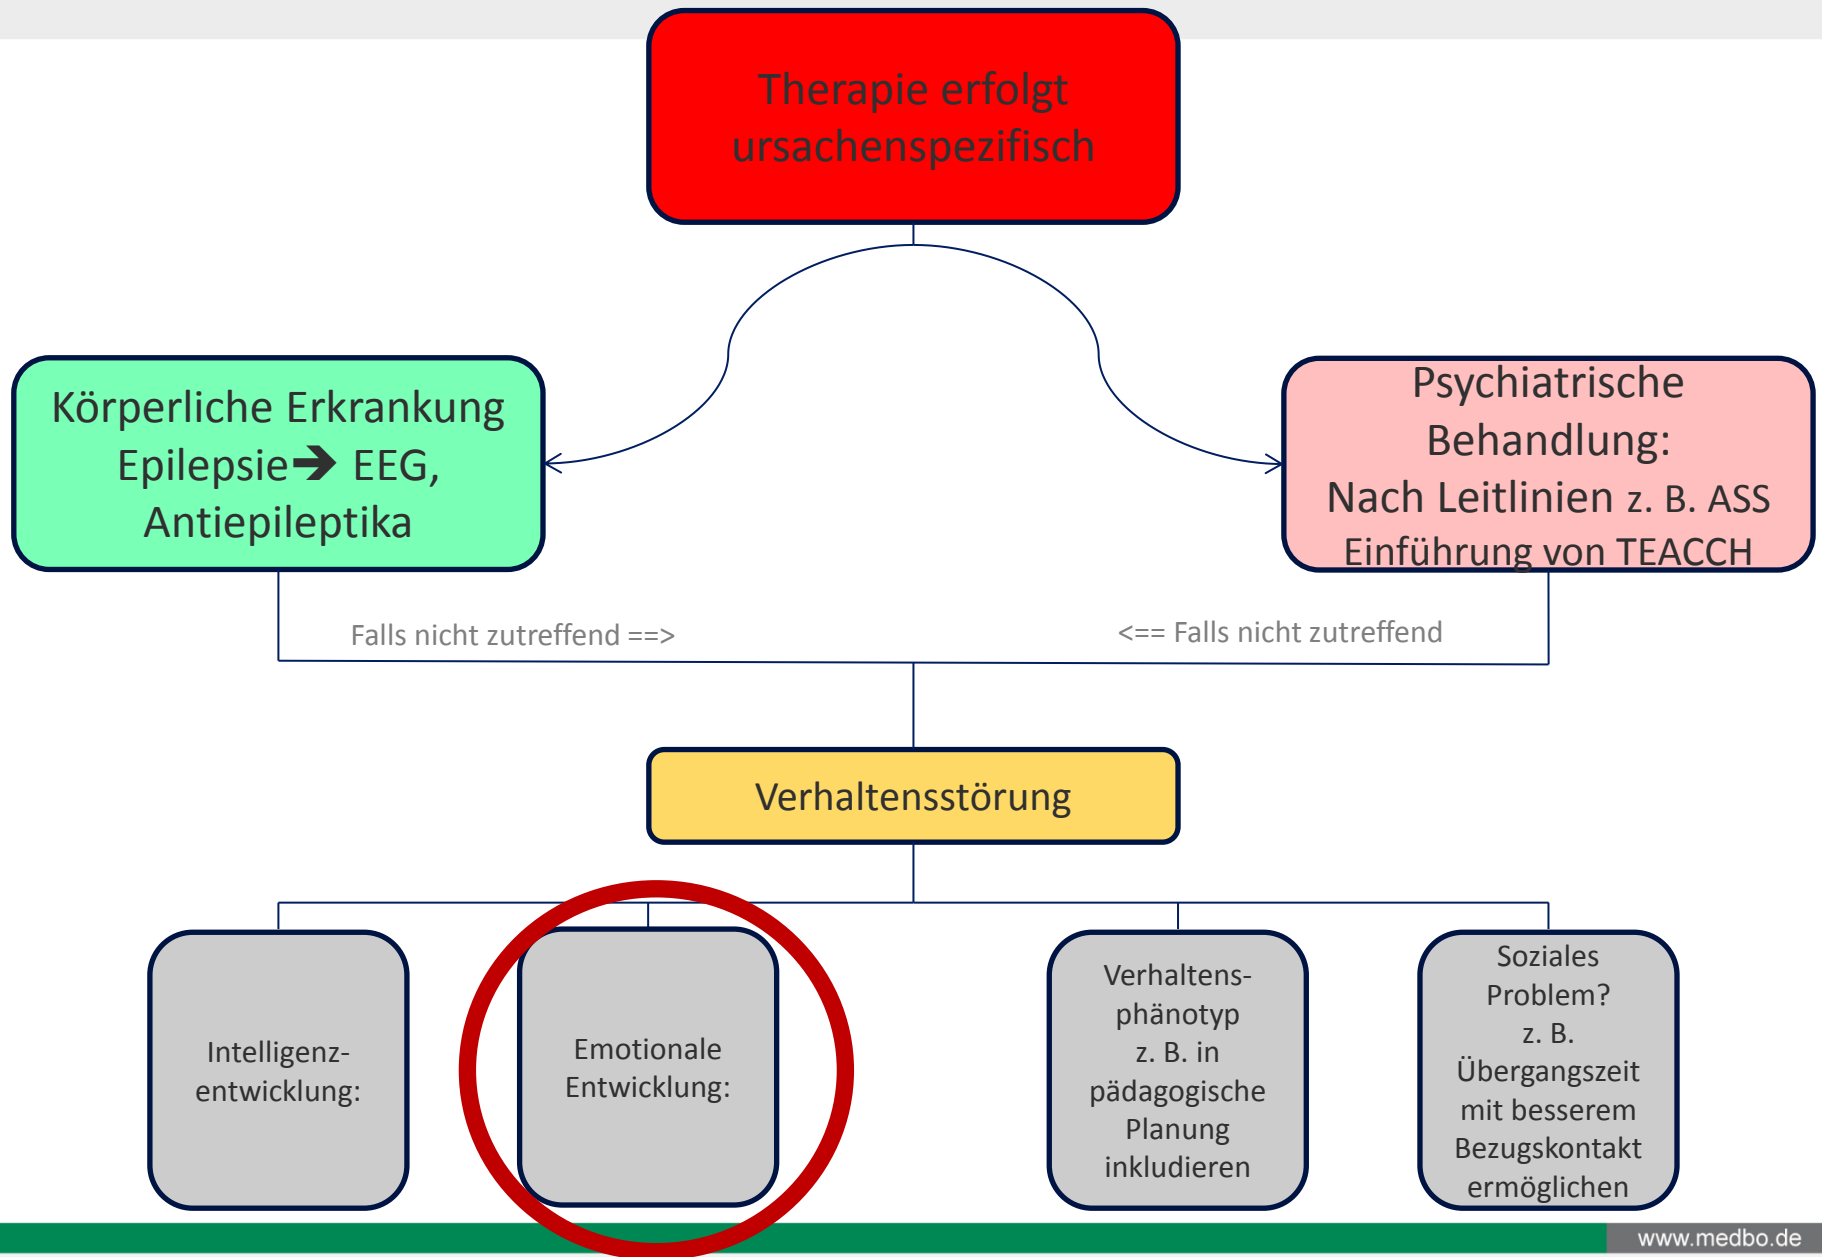 Therapie erfolgt
ursachenspezifisch
Körperliche Erkrankung
Epilepsie➔ EEG,
Antiepileptika
Psychiatrische
Behandlung:
Nach Leitlinien z. B. ASS
Einführung von TEACCH
Falls nicht zutreffend ==>
<== Falls nicht zutreffend
Verhaltensstörung
Intelligenz-
entwicklung:
Emotionale
Entwicklung:
Verhaltens-
phänotyp
z. B. in
pädagogische
Planung
inkludieren
Soziales
Problem?
z. B.
Übergangszeit
mit besserem
Bezugskontakt
ermöglichen
www.medbo.de